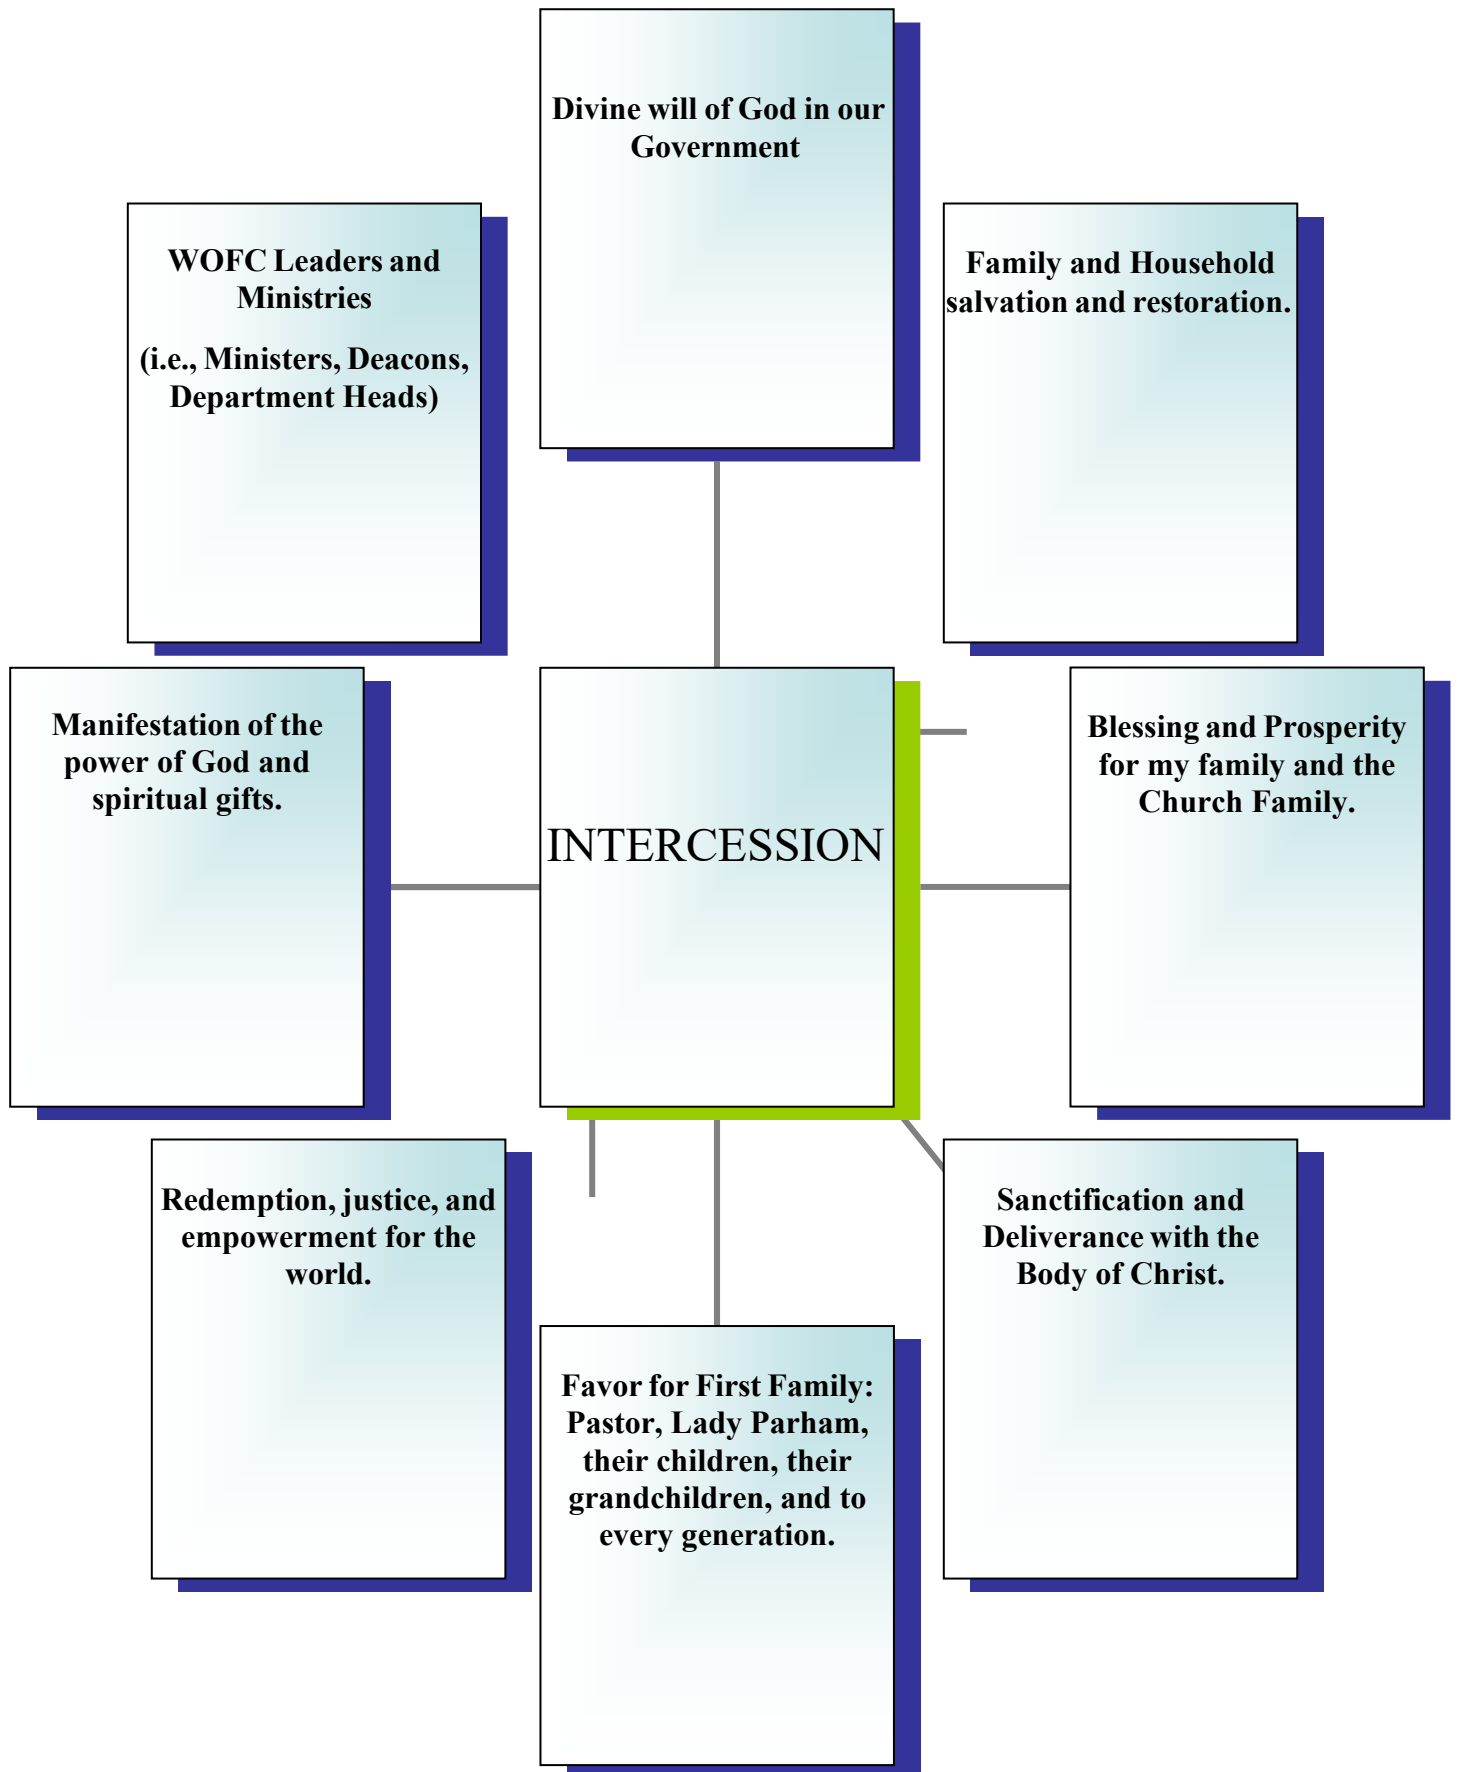 Divine will of God in our
Government
WOFC Leaders and
Ministries
(i.e., Ministers, Deacons,
Department Heads)
Family and Household
salvation and restoration.
Manifestation of the
power of God and
spiritual gifts.
INTERCESSION
Blessing and Prosperity
for my family and the
Church Family.
Redemption, justice, and
empowerment for the
world.
Sanctification and
Deliverance with the
Body of Christ.
Favor for First Family:
Pastor, Lady Parham,
their children, their
grandchildren, and to
every generation.